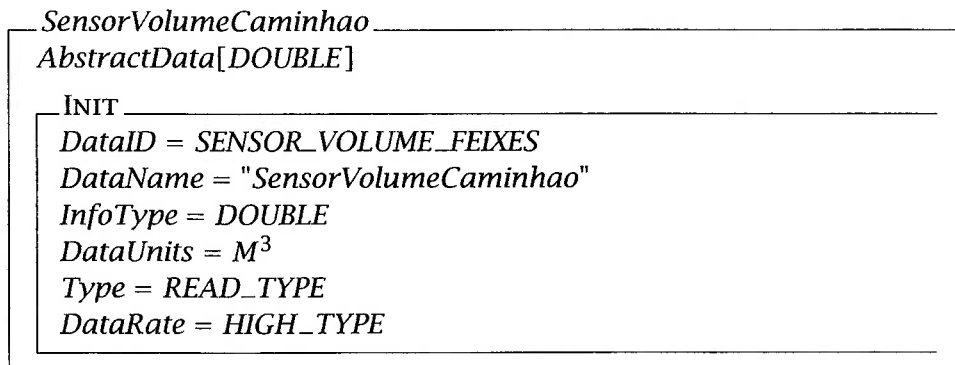 SensorVolumeCaminhao
AbstractData[DOUBLE]
INIT
DataID = SENSOR_VOLUME_FEIXES
DataName = "SensorVolumeCaminhao"
InfoType = DOUBLE
DataUnits = M³
Type = READ_TYPE
DataRate = HIGH_TYPE